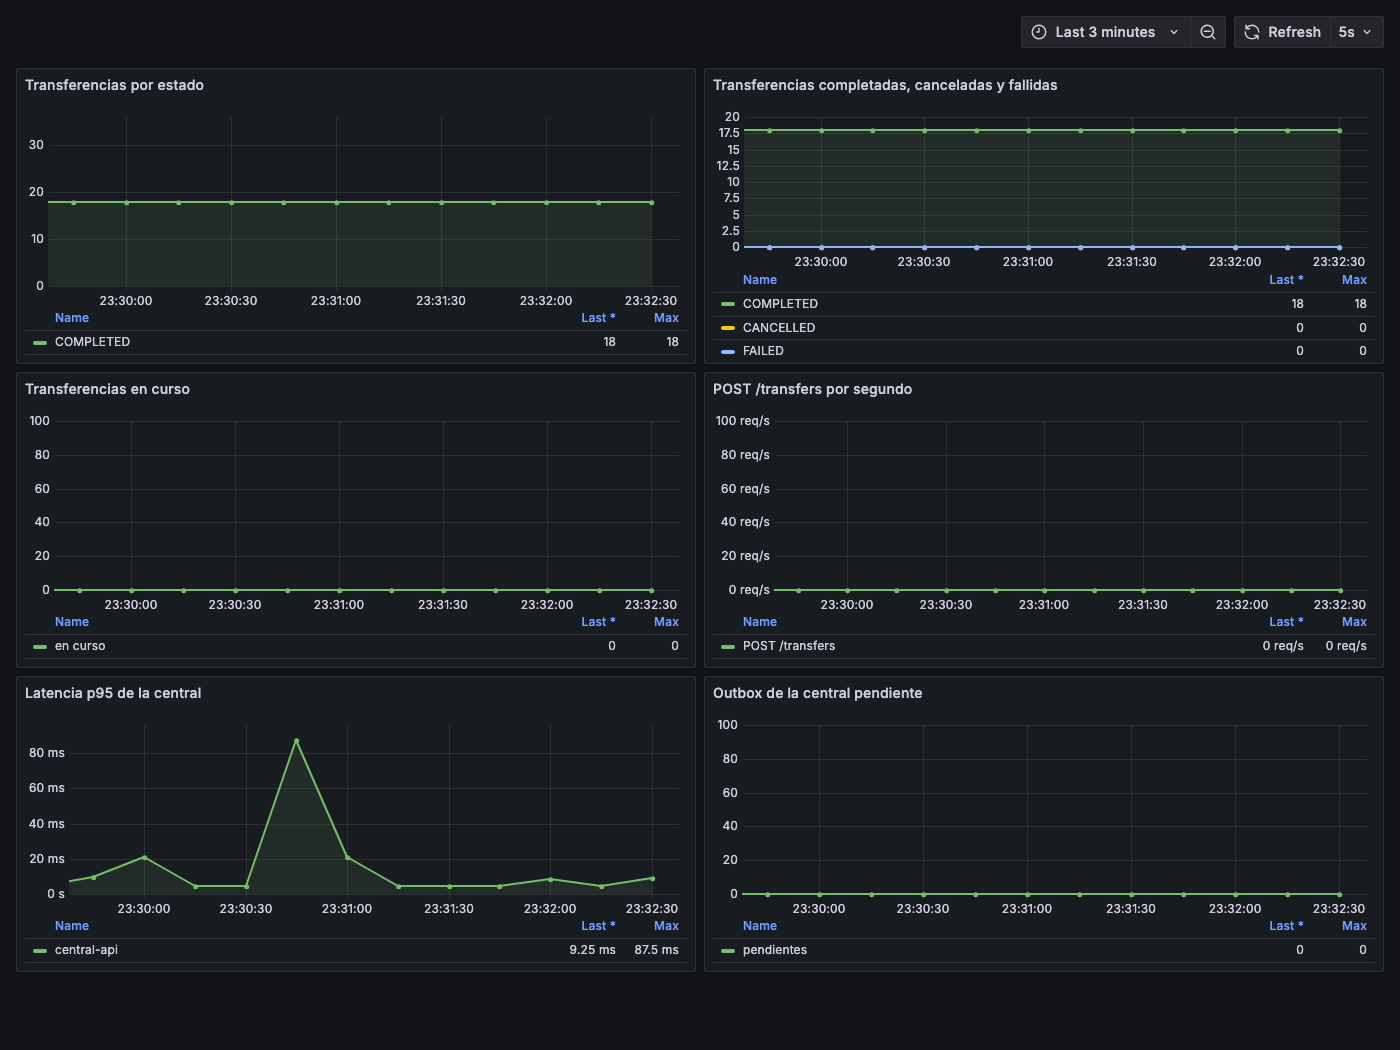 Last 3 minutes
Refresh 5s
Transferencias por estado
30
20
10
0
23:30:00 23:30:30 23:31:00 23:31:30 23:32:00 23:32:30
Name Last * Max
COMPLETED 18 18
Transferencias completadas, canceladas y fallidas
20
17.5
15
12.5
10
7.5
5
2.5
0
23:30:00 23:30:30 23:31:00 23:31:30 23:32:00 23:32:30
Name Last * Max
COMPLETED 18 18
CANCELLED 0 0
FAILED 0 0
Transferencias en curso
100
80
60
40
20
0
23:30:00 23:30:30 23:31:00 23:31:30 23:32:00 23:32:30
Name Last * Max
en curso 0 0
POST /transfers por segundo
100 req/s
80 req/s
60 req/s
40 req/s
20 req/s
0 req/s
23:30:00 23:30:30 23:31:00 23:31:30 23:32:00 23:32:30
Name Last * Max
POST /transfers 0 req/s 0 req/s
Latencia p95 de la central
80 ms
60 ms
40 ms
20 ms
0 s
23:30:00 23:30:30 23:31:00 23:31:30 23:32:00 23:32:30
Name Last * Max
central-api 9.25 ms 87.5 ms
Outbox de la central pendiente
100
80
60
40
20
0
23:30:00 23:30:30 23:31:00 23:31:30 23:32:00 23:32:30
Name Last * Max
pendientes 0 0